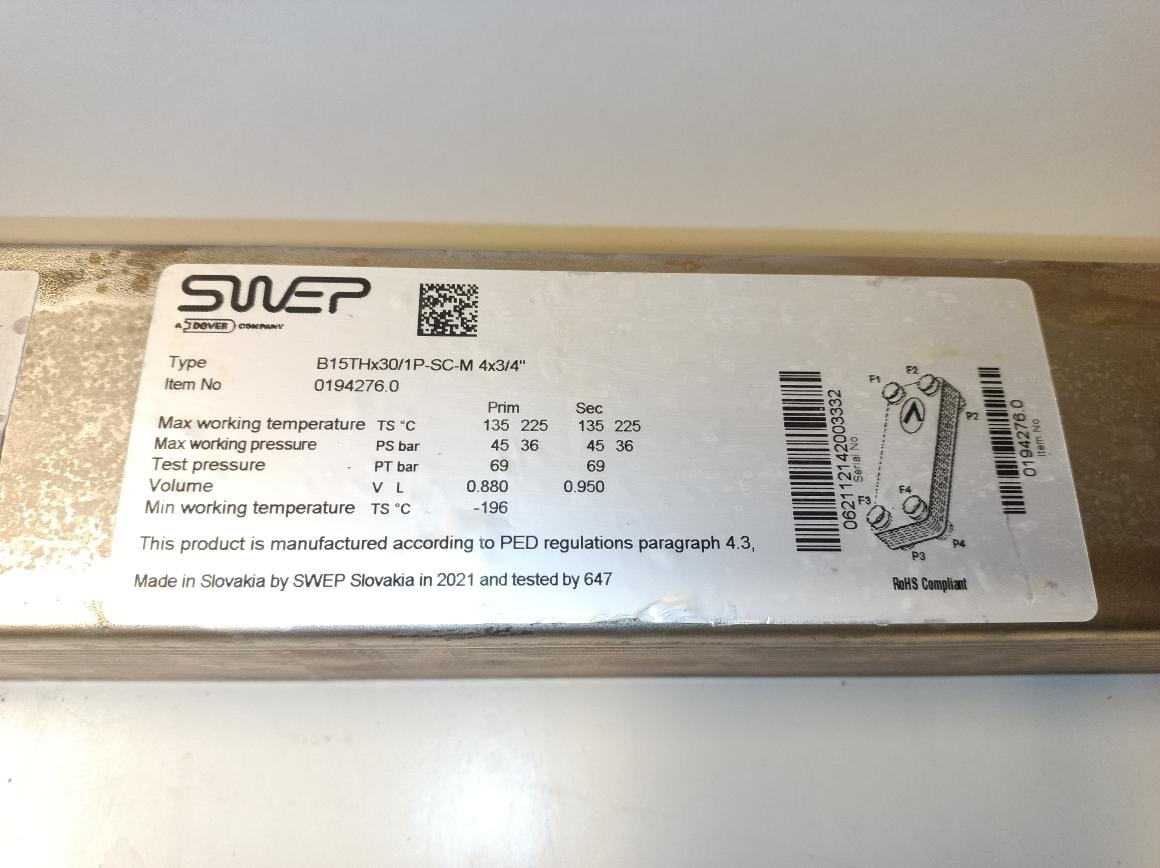 SWEP
A DOVER COMPANY
Type B15THx30/1P-SC-M 4x3/4"
Item No 0194276.0
Prim Sec
Max working temperature TS °C 135 225 135 225
Max working pressure PS bar 45 36 45 36
Test pressure PT bar 69 69
Volume V L 0.880 0.950
Min working temperature TS °C -196
This product is manufactured according to PED regulations paragraph 4.3,
Made in Slovakia by SWEP Slovakia in 2021 and tested by 647
062112142003332
Serial No.
F1 F2
P2
F3 F4
P3 P4
RoHS Compliant
0194276.0
Item No